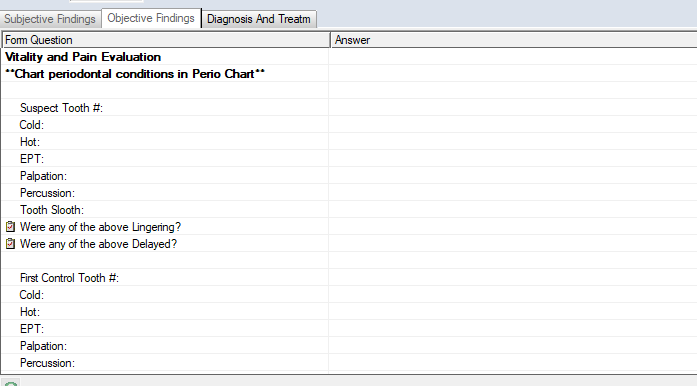 Subjective Findings Objective Findings Diagnosis And Treatm
Form Question Answer
Vitality and Pain Evaluation
**Chart periodontal conditions in Perio Chart**
Suspect Tooth #:
Cold:
Hot:
EPT:
Palpation:
Percussion:
Tooth Slooth:
Were any of the above Lingering?
Were any of the above Delayed?
First Control Tooth #:
Cold:
Hot:
EPT:
Palpation:
Percussion: